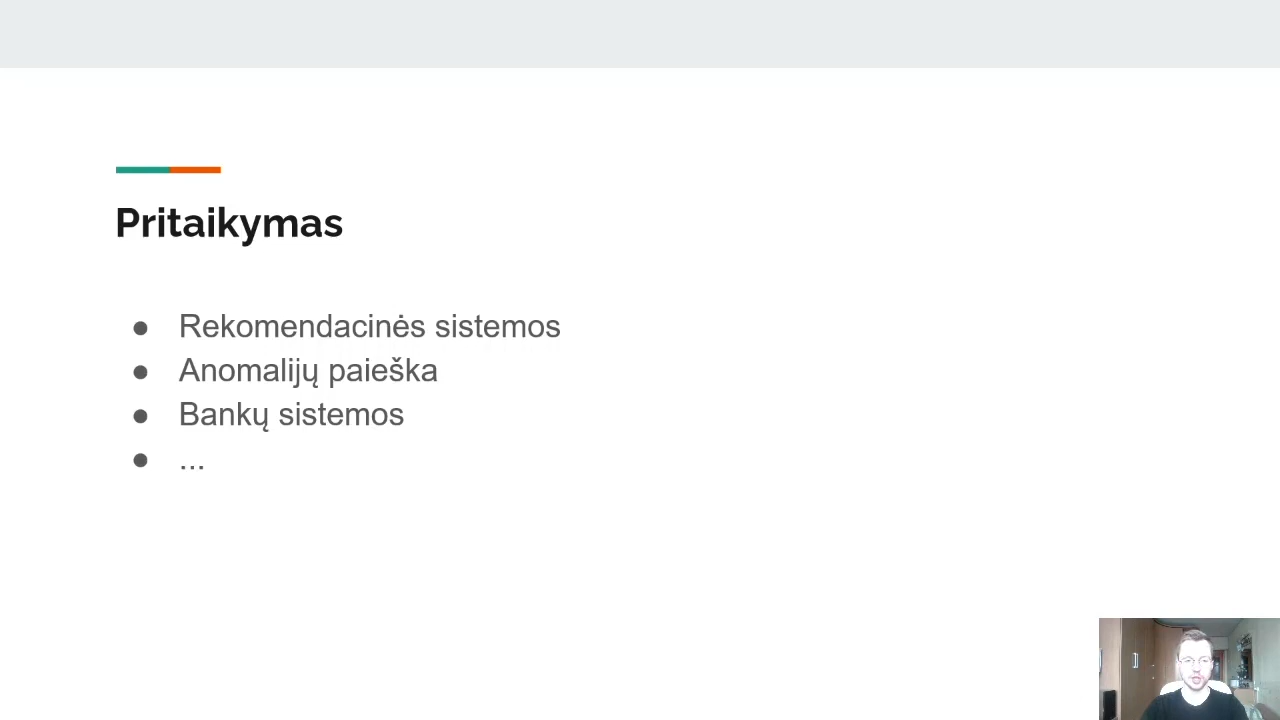 Pritaikymas
● Rekomendacinės sistemos
● Anomalijų paieška
● Bankų sistemos
● ...